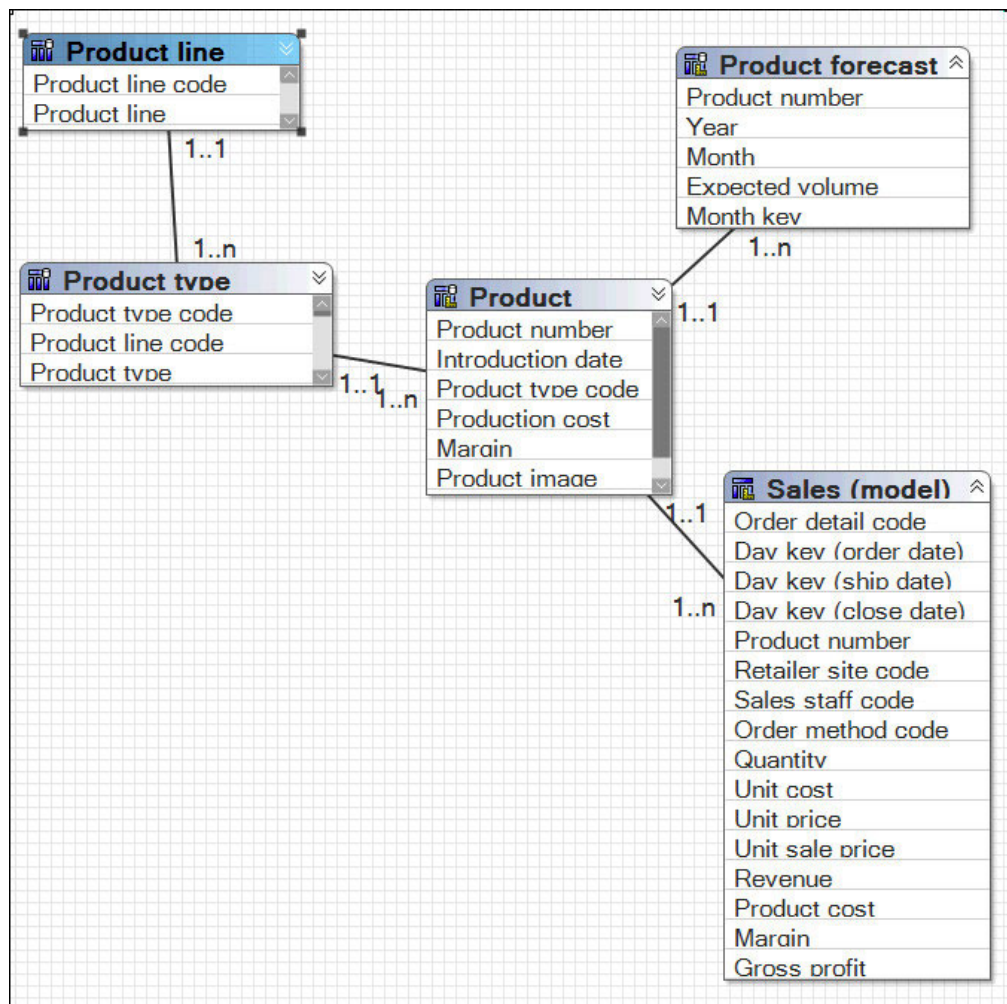 Product line
Product line code
Product line
1..1
1..n
Product type
Product type code
Product line code
Product type
1..1
1..n
Product
Product number
Introduction date
Product type code
Production cost
Margin
Product image
1..1
1..n
Product forecast
Product number
Year
Month
Expected volume
Month key
1..1
1..n
Sales (model)
Order detail code
Day key (order date)
Day key (ship date)
Day key (close date)
Product number
Retailer site code
Sales staff code
Order method code
Quantity
Unit cost
Unit price
Unit sale price
Revenue
Product cost
Margin
Gross profit